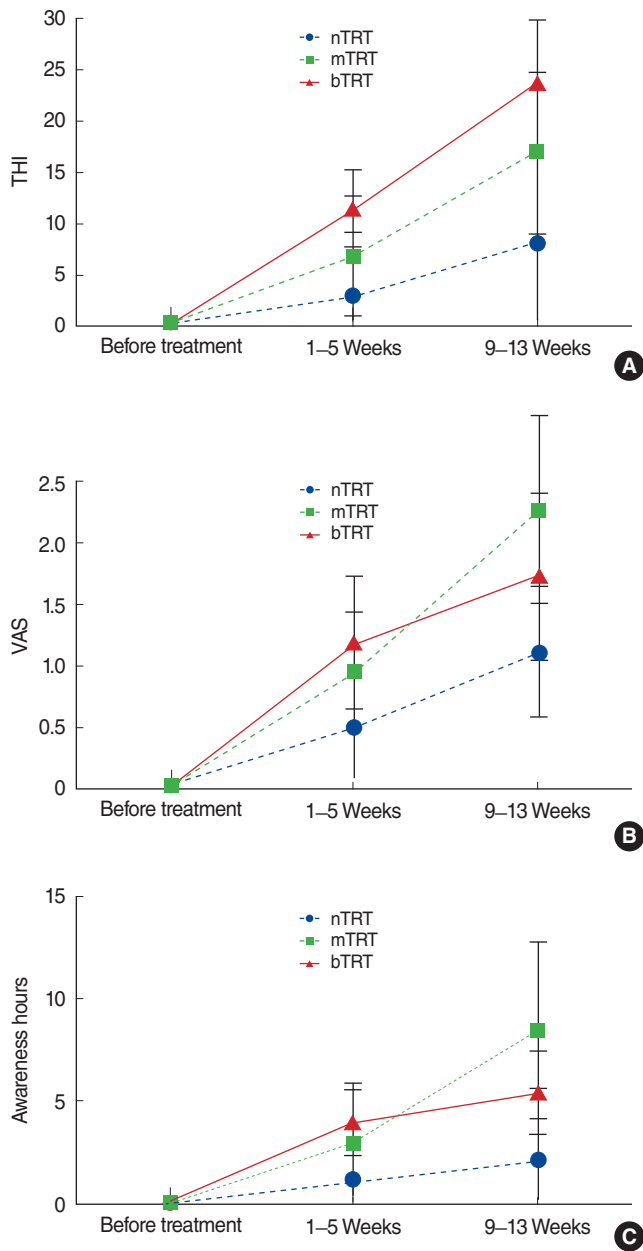 30
25
20
15
10
5
0
THI
nTRT
mTRT
bTRT
Before treatment
1–5 Weeks
9–13 Weeks
A
2.5
2.0
1.5
1.0
0.5
0
VAS
nTRT
mTRT
bTRT
Before treatment
1–5 Weeks
9–13 Weeks
B
15
10
5
0
Awareness hours
nTRT
mTRT
bTRT
Before treatment
1–5 Weeks
9–13 Weeks
C